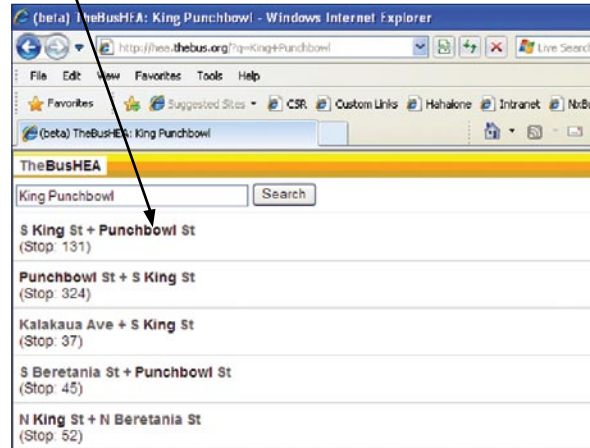 (beta) TheBusHEA: King Punchbowl - Windows Internet Explorer
http://hea.thebus.org/?q=King+Punchbowl
Live Search
File Edit View Favorites Tools Help
Favorites Suggested Sites CSR Custom Links Hahaione Intranet
(beta) TheBusHEA: King Punchbowl
TheBusHEA
King Punchbowl Search
S King St + Punchbowl St
(Stop: 131)
Punchbowl St + S King St
(Stop: 324)
Kalakaua Ave + S King St
(Stop: 37)
S Beretania St + Punchbowl St
(Stop: 45)
N King St + N Beretania St
(Stop: 52)